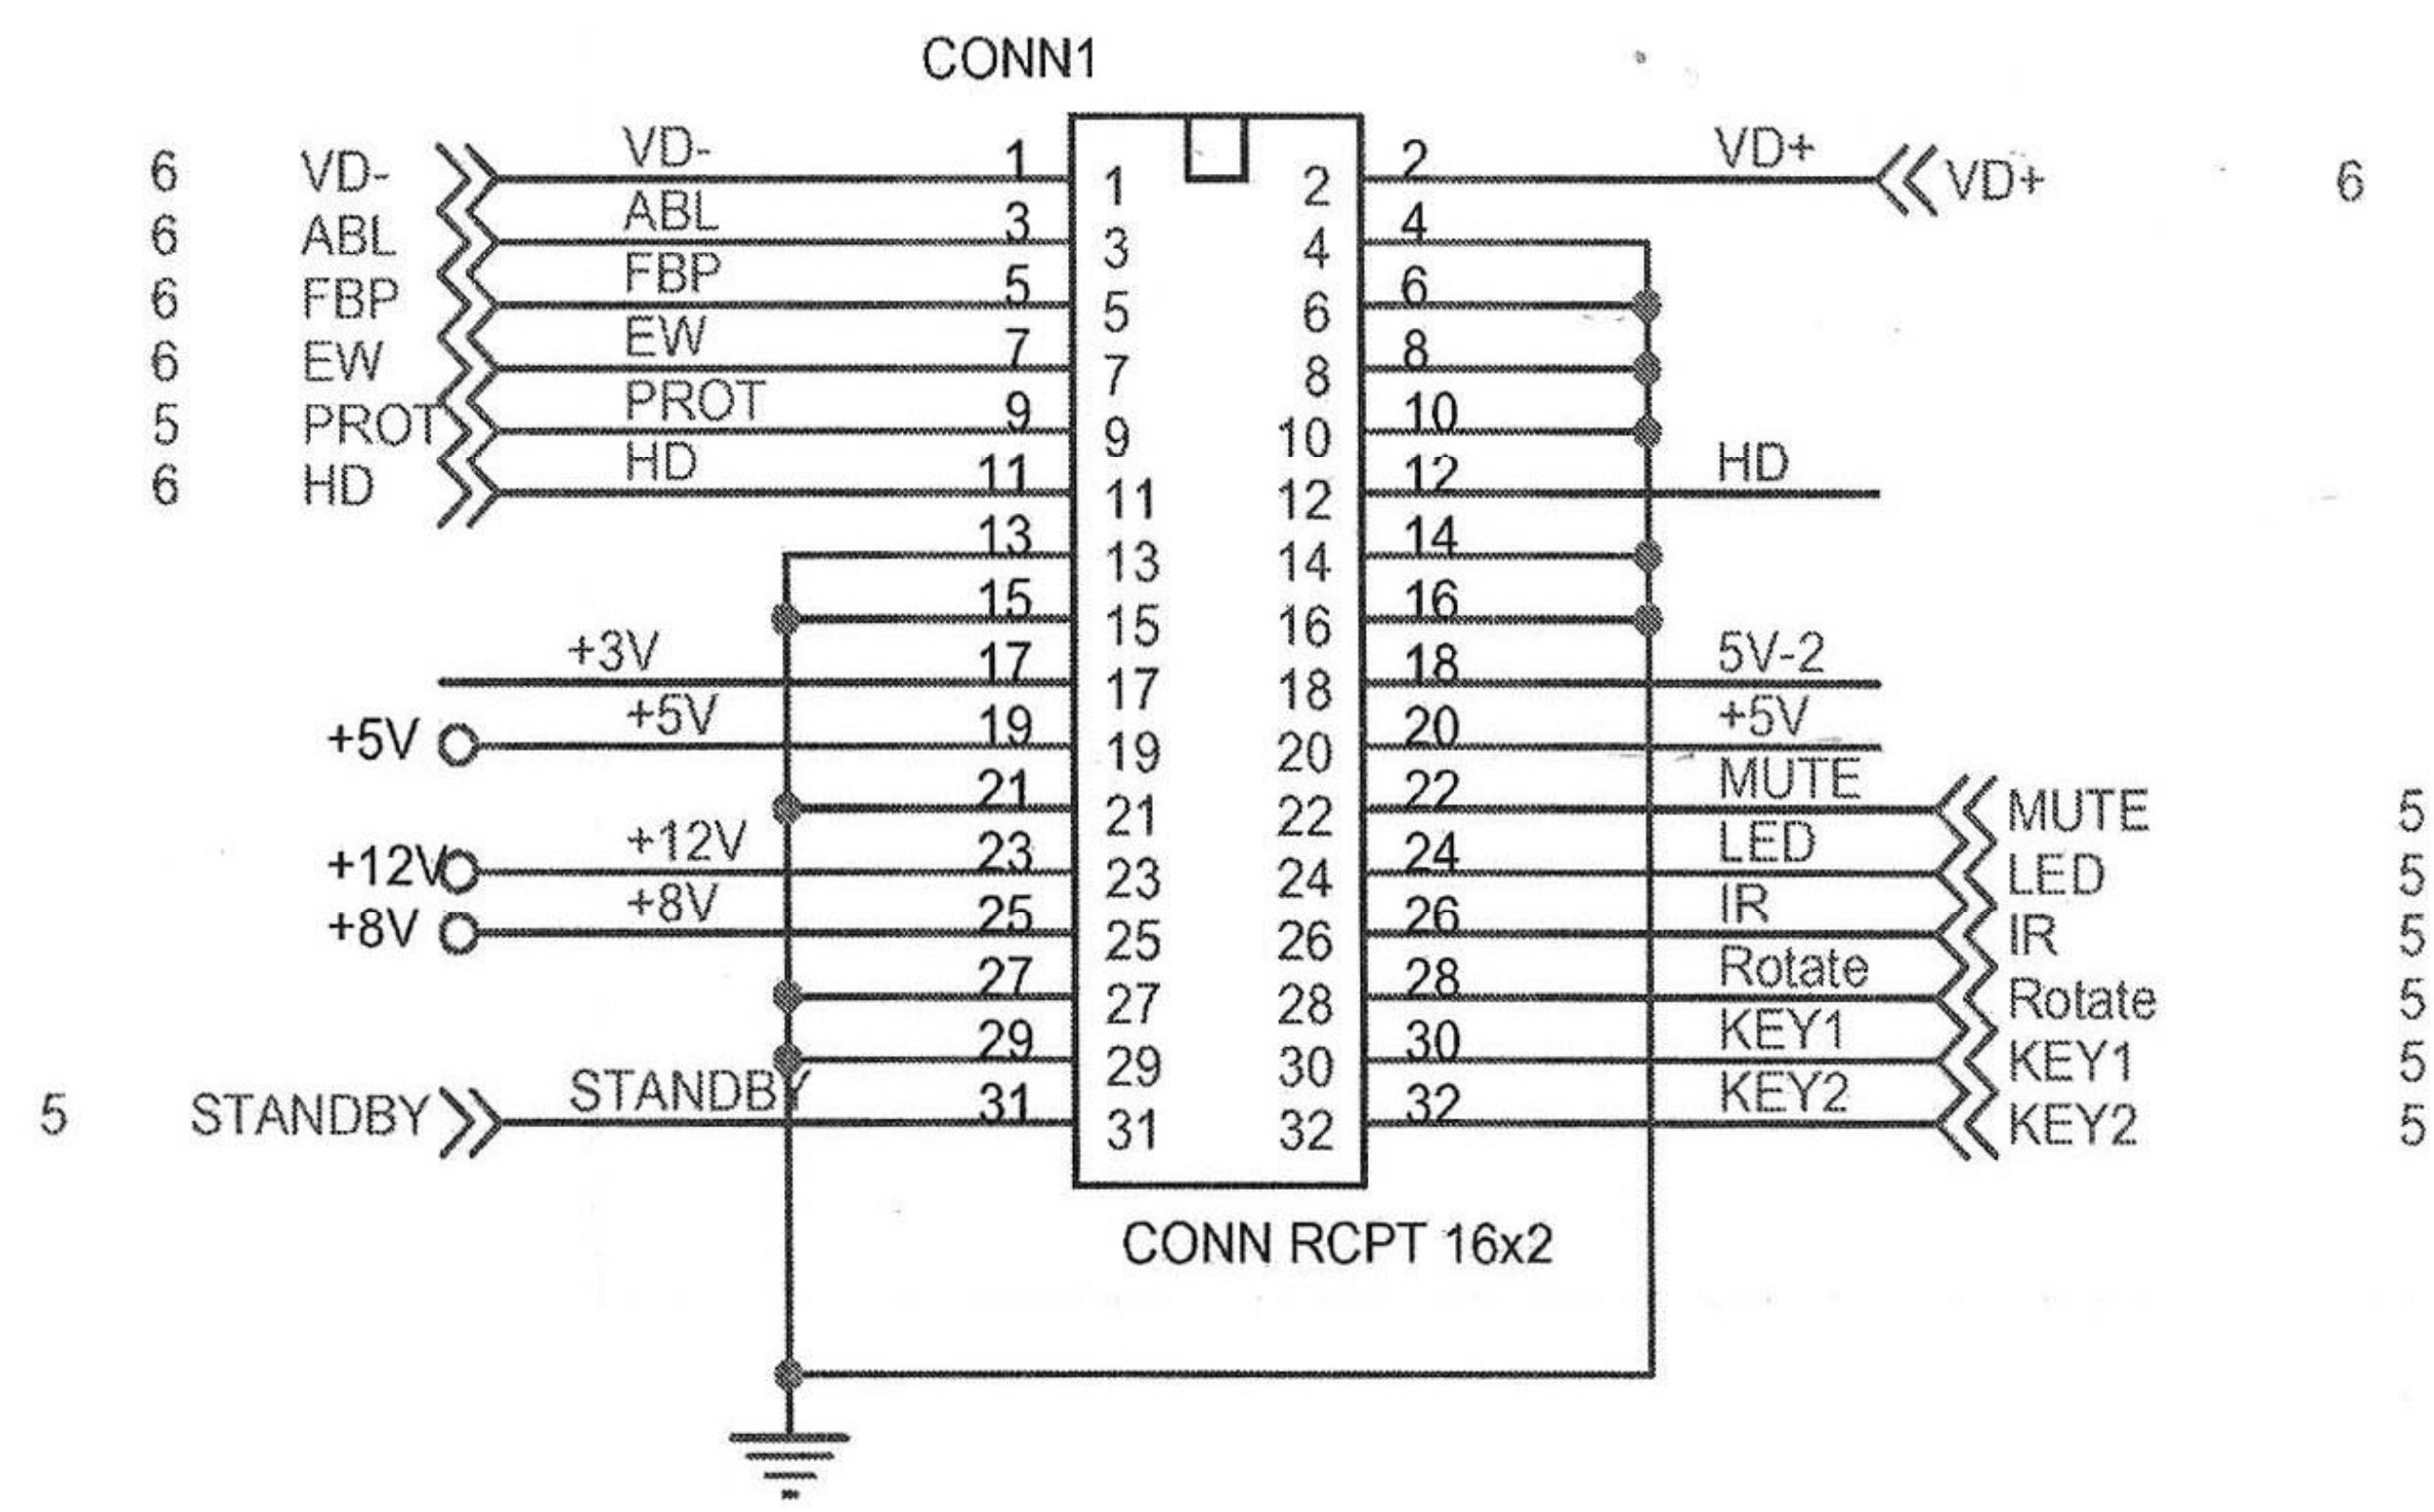 CONN1
6 VD- VD- 1 1 2 2 VD+ VD+ 6
6 ABL ABL 3 3 4 4
6 FBP FBP 5 5 6 6
6 EW EW 7 7 8 8
5 PROT PROT 9 9 10 10
6 HD HD 11 11 12 12 HD
13 13 14 14
15 15 16 16
+3V 17 17 18 18 5V-2
+5V +5V 19 19 20 20 +5V
21 21 22 22 MUTE MUTE 5
+12V +12V 23 23 24 24 LED LED 5
+8V +8V 25 25 26 26 IR IR 5
27 27 28 28 Rotate Rotate 5
29 29 30 30 KEY1 KEY1 5
5 STANDBY STANDBY 31 31 32 32 KEY2 KEY2 5
CONN RCPT 16x2